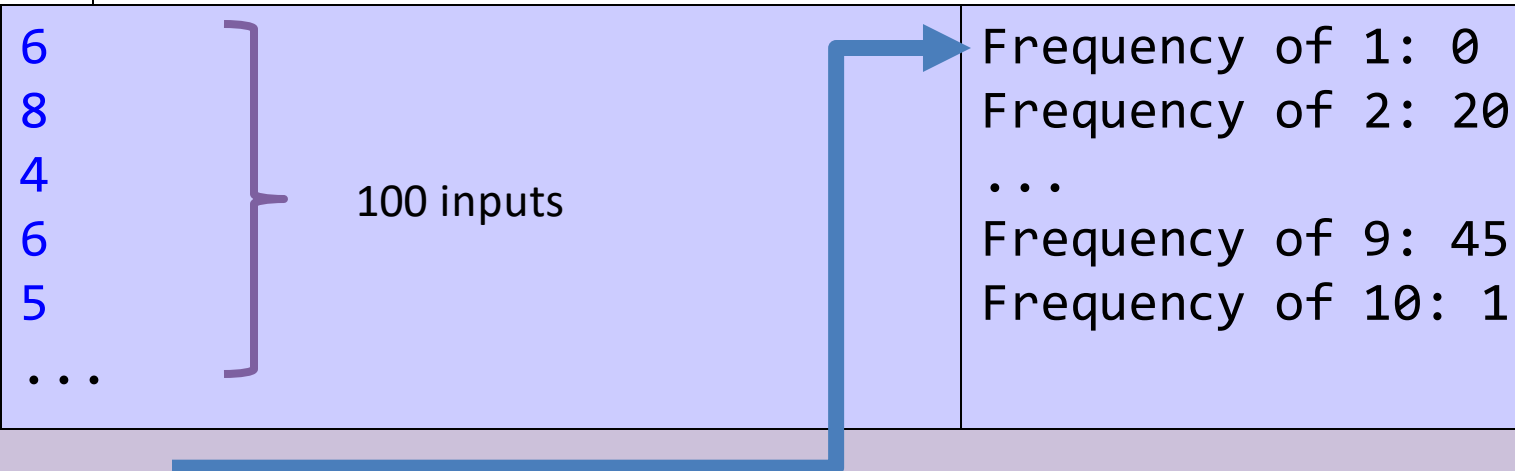 6
8
4
6
5
...
100 inputs
Frequency of 1: 0
Frequency of 2: 20
...
Frequency of 9: 45
Frequency of 10: 1